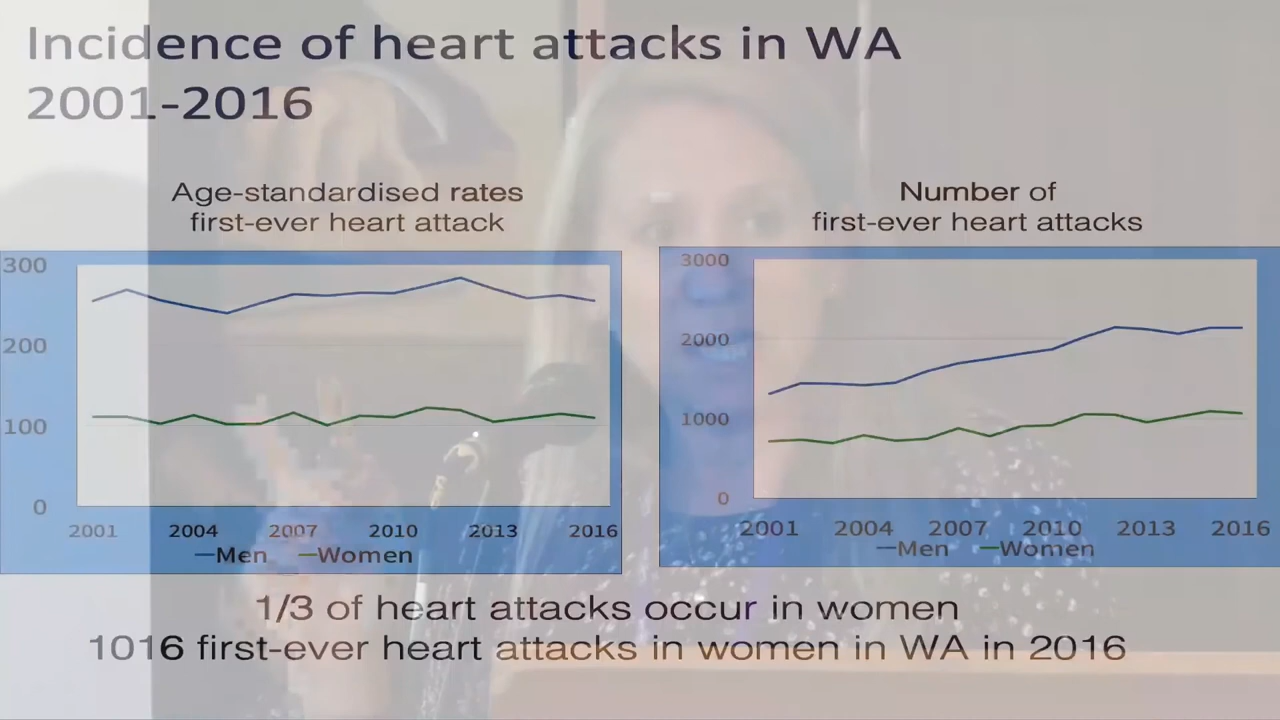 Incidence of heart attacks in WA
2001-2016
Age-standardised rates
first-ever heart attack
300
200
100
0
2001 2004 2007 2010 2013 2016
Men Women
Number of
first-ever heart attacks
3000
2000
1000
0
2001 2004 2007 2010 2013 2016
Men Women
1/3 of heart attacks occur in women
1016 first-ever heart attacks in women in WA in 2016